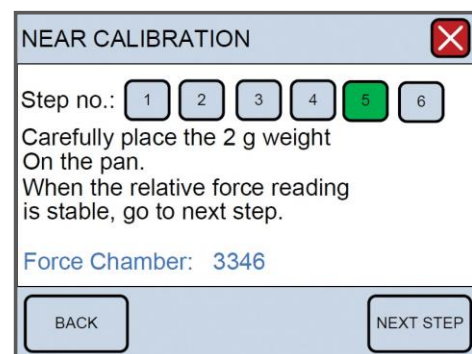 NEAR CALIBRATION
Step no.: 1 2 3 4 5 6
Carefully place the 2 g weight
On the pan.
When the relative force reading
is stable, go to next step.
Force Chamber: 3346
BACK NEXT STEP